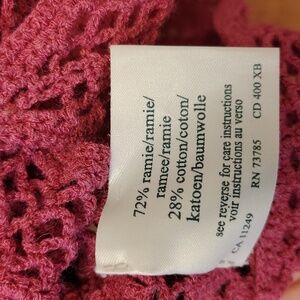 72% ramie/ramie/
ramee/ramie
28% cotton/coton/
katoen/baumwolle
see reverse for care instructions
voir instructions au verso
RN 73785 CD 400 XB
CA 11249